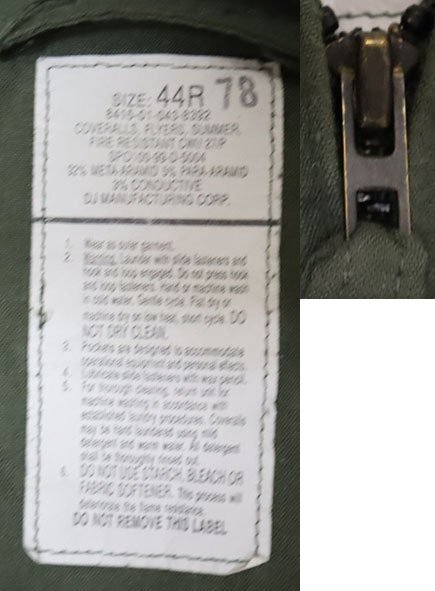 SIZE: 44R 78
8415-01-043-8392
COVERALLS, FLYERS, SUMMER,
FIRE RESISTANT CWU 27/P
SPO100-99-D-5004
92% META-ARAMID 5% PARA-ARAMID
3% CONDUCTIVE
DJ MANUFACTURING CORP.
1. Wear as outer garment.
2. Warning. Launder with slide fasteners and
hook and loop engaged. Do not press hook
and loop fasteners. Hand or machine wash
in cold water. Gentle cycle. Flat dry or
machine dry on low heat, short cycle. DO
NOT DRY CLEAN.
3. Pockets are designed to accommodate
operational equipment and personal effects.
4. Lubricate slide fasteners with wax pencil.
5. For thorough cleaning, return unit for
machine washing in accordance with
established laundry procedures. Coveralls
may be hand laundered using mild
detergent and warm water. All detergent
shall be thoroughly rinsed out.
6. DO NOT USE STARCH, BLEACH OR
FABRIC SOFTENER. This process will
deteriorate the flame resistance.
DO NOT REMOVE THIS LABEL